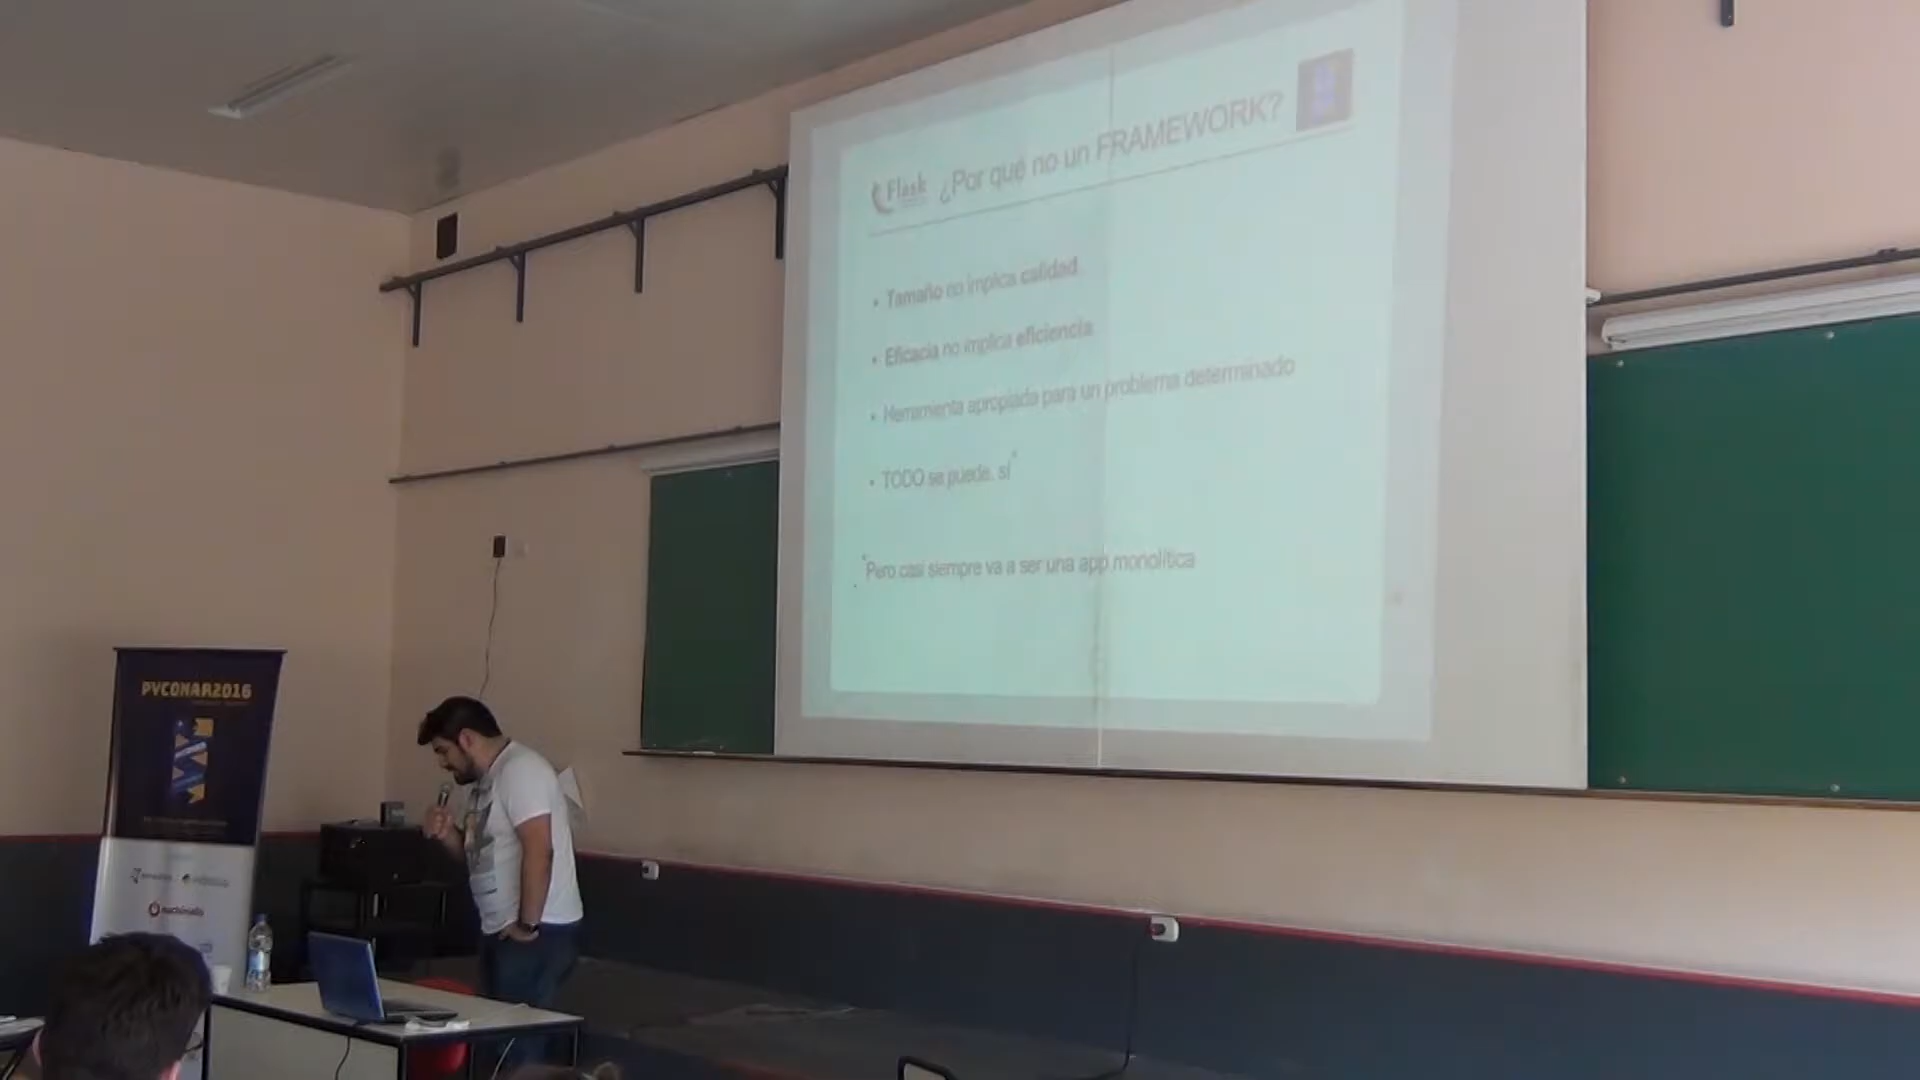 Flask
¿Por qué no un FRAMEWORK?
• Tamaño no implica calidad.
• Eficacia no implica eficiencia
• Herramienta apropiada para un problema determinado
• TODO se puede, sí*
*Pero casi siempre va a ser una app monolítica
PYCONAR2016